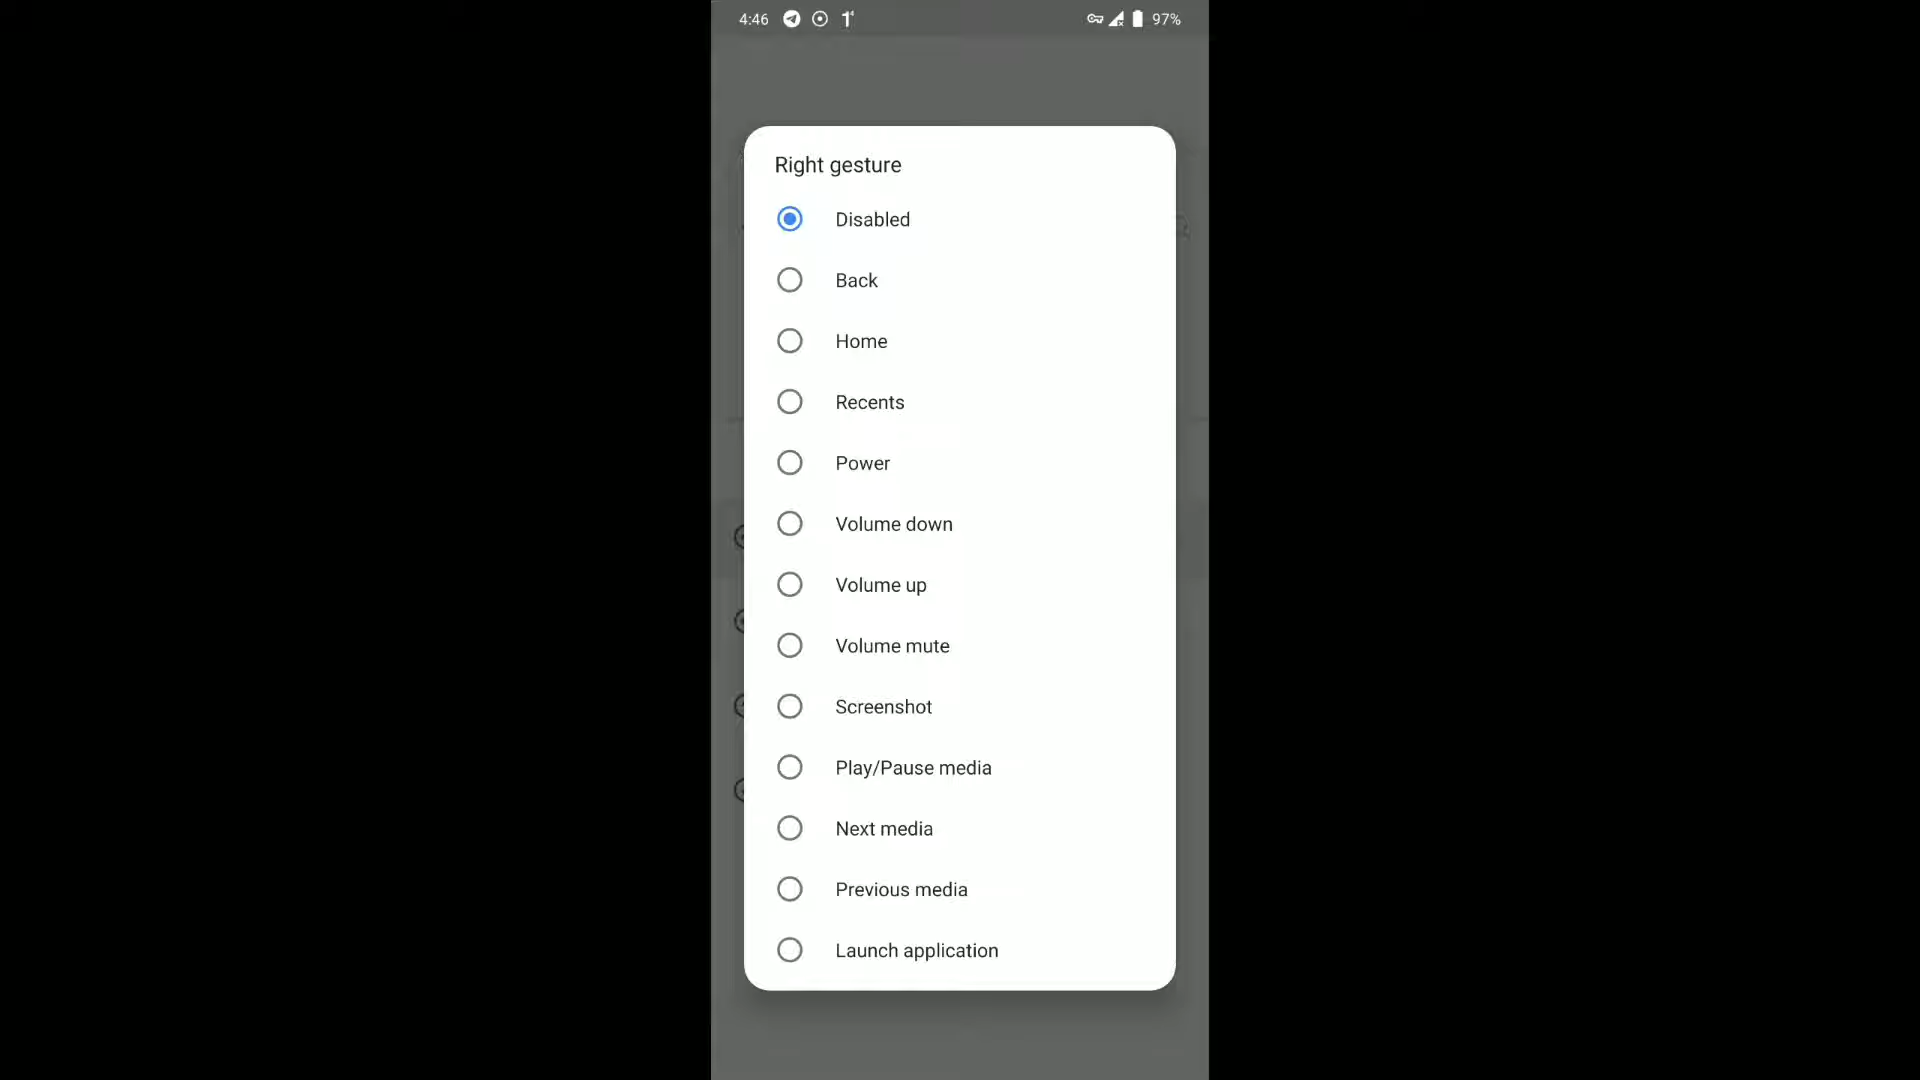 4:46 97%
Right gesture
Disabled
Back
Home
Recents
Power
Volume down
Volume up
Volume mute
Screenshot
Play/Pause media
Next media
Previous media
Launch application